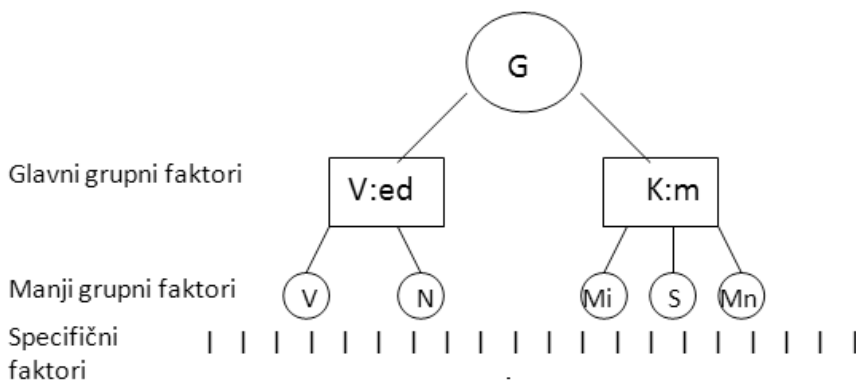 G
Glavni grupni faktori
V:ed
K:m
Manji grupni faktori
V
N
Mi
S
Mn
Specifični
faktori